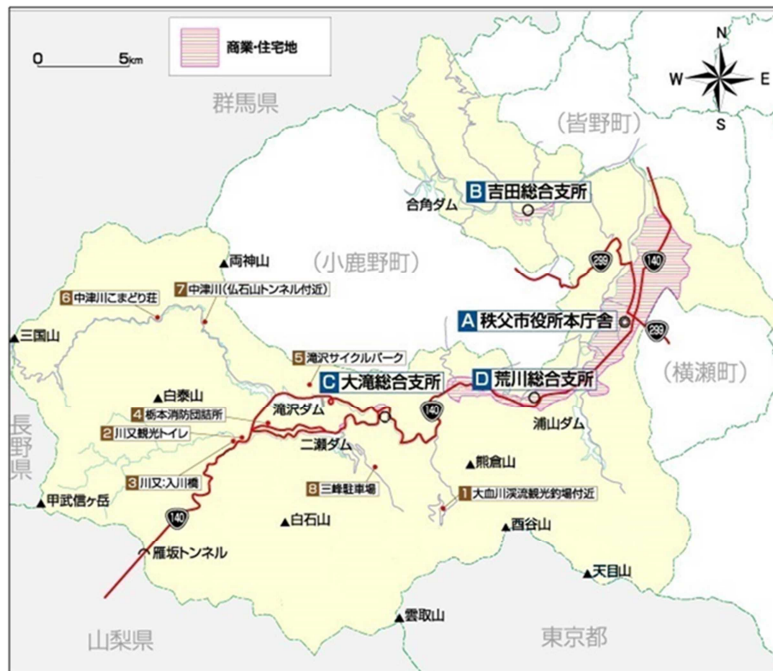 0 5km
商業・住宅地
N
W E
S
群馬県
(皆野町)
B 吉田総合支所
合角ダム
両神山
(小鹿野町)
299
140
6 中津川こまどり荘
7 中津川(仏石山トンネル付近)
A 秩父市役所本庁舎
299
三国山
5 滝沢サイクルパーク
(横瀬町)
C 大滝総合支所
D 荒川総合支所
白泰山
滝沢ダム
140
4 栃本消防団詰所
浦山ダム
2 川又観光トイレ
二瀬ダム
長野県
熊倉山
3 川又:入川橋
8 三峰駐車場
1 大血川渓流観光釣場付近
甲武信ヶ岳
140
白石山
酉谷山
雁坂トンネル
天目山
雲取山
山梨県
東京都